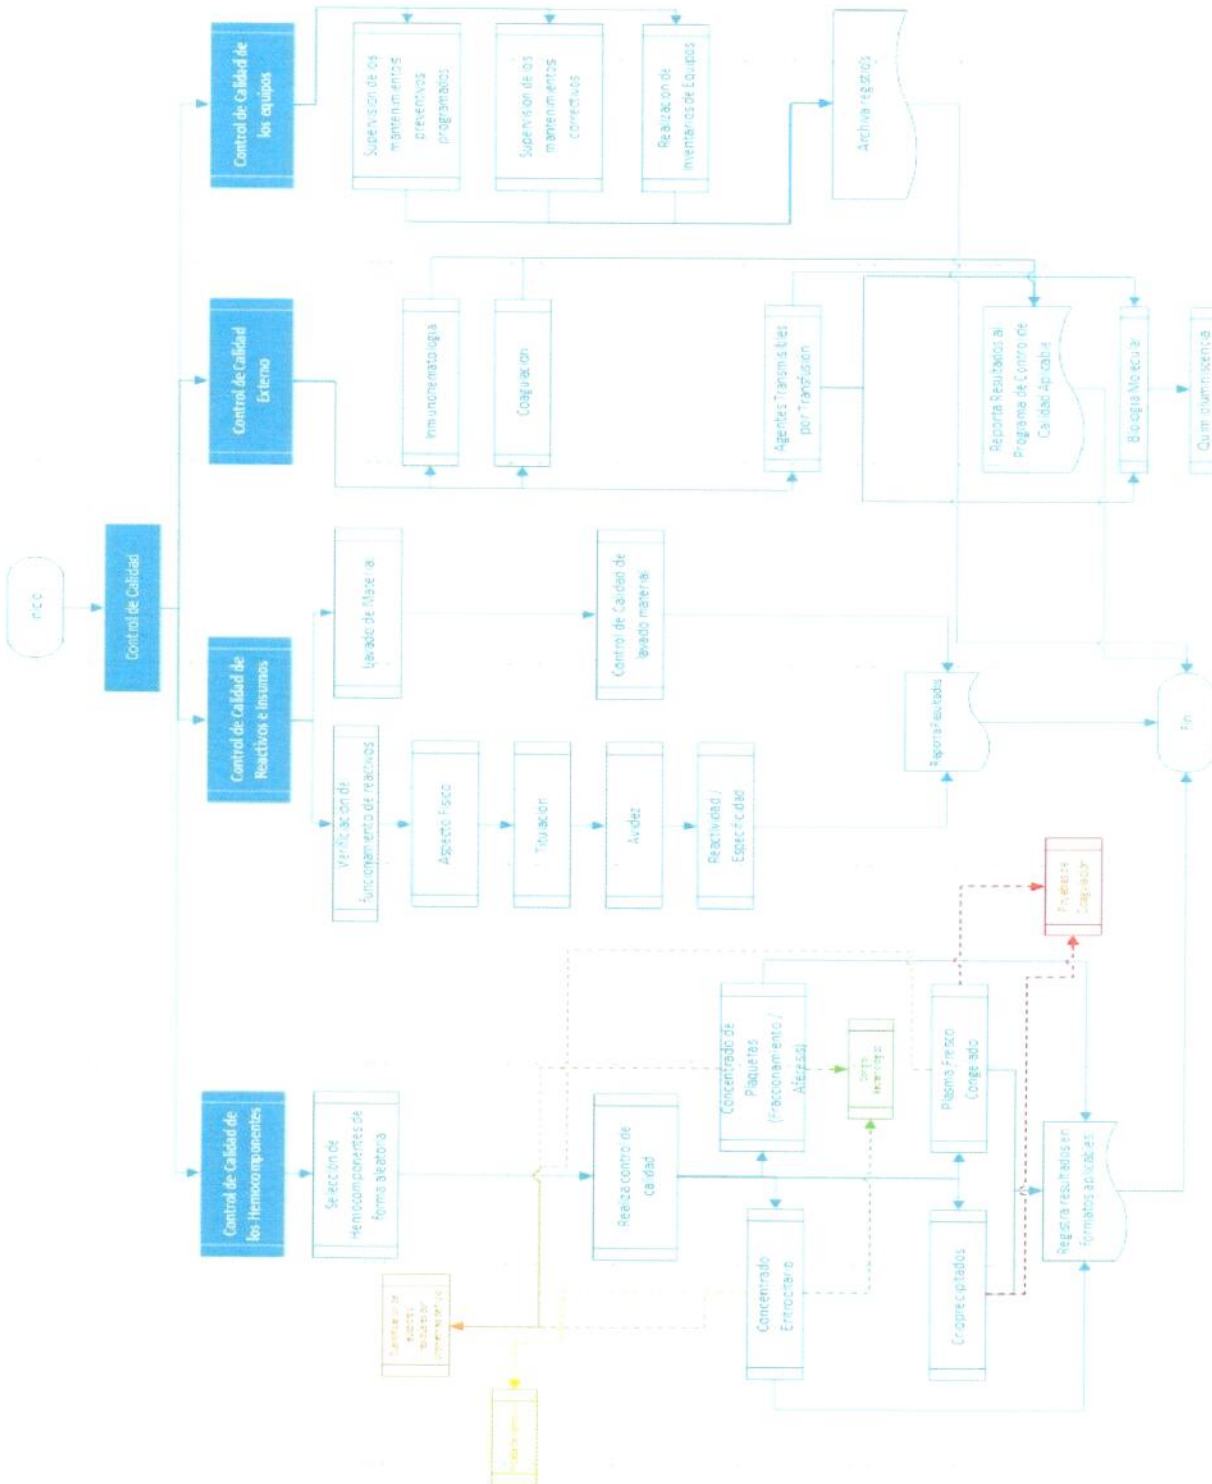 Inicio
Control de Calidad
Control de Calidad de
los Hemocomponentes
Control de Calidad de
Reactivos e Insumos
Control de Calidad
Externo
Control de Calidad de
los equipos
Selección de
Hemocomponentes de
forma aleatoria
Realiza control de
calidad
Concentrado
Eritrocitario
Concentrado de
Plaquetas
(Fraccionamiento /
Aféresis)
Crioprecipitados
Plasma Fresco
Congelado
Pruebas de
Coagulación
Registra resultados en
formatos aplicables
Verificiación de
funcionamiento de reactivos
Aspecto Físico
Titulación
Avidez
Reactividad /
Especificidad
Lavado de Material
Control de Calidad de
lavado material
Reporta Resultados
Inmunohematología
Coagulación
Agentes Transmisibles
por Transfusión
Reporta Resultados al
Programa de Control de
Calidad Aplicable
Biología Molecular
Quimioluminiscencia
Supervisión de los
mantenimientos
preventivos
programados
Supervisión de los
mantenimientos
correctivos
Realización de
Inventarios de Equipos
Archiva registros
Fin